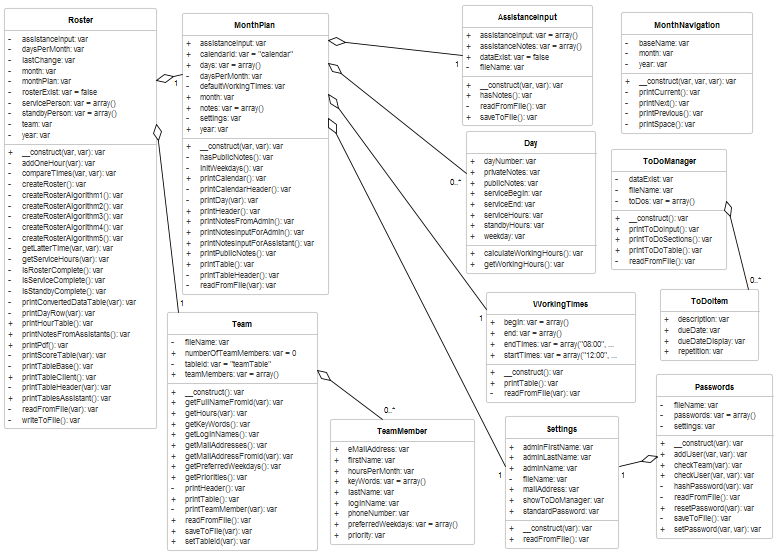 Roster
- assistanceInput: var
- daysPerMonth: var
- lastChange: var
- month: var
- monthPlan: var
- rosterExist: var = false
- servicePerson: var = array()
- standbyPerson: var = array()
- team: var
- year: var
+ __construct(var, var): var
- addOneHour(var): var
- compareTimes(var, var): var
- createRoster(): var
- createRosterAlgorithm1(): var
- createRosterAlgorithm2(): var
- createRosterAlgorithm3(): var
- createRosterAlgorithm4(): var
- createRosterAlgorithm5(): var
- getLatterTime(var, var): var
- getServiceHours(var): var
- isRosterComplete(): var
- isServiceComplete(): var
- isStandbyComplete(): var
- printConvertedDataTable(var): var
- printDayRow(var): var
+ printHourTable(): var
+ printNotesFromAssistants(): var
+ printPdf(): var
- printScoreTable(var): var
- printTableBase(): var
+ printTableClient(): var
- printTableHeader(var): var
+ printTablesAssistant(): var
- readFromFile(var): var
- writeToFile(): var
1
1
MonthPlan
+ assistanceInput: var
+ calendarId: var = "calendar"
+ days: var = array()
- daysPerMonth: var
- defaultWorkingTimes: var
+ month: var
+ notes: var = array()
- settings: var
+ year: var
+ __construct(var, var): var
- hasPublicNotes(): var
- initWeekdays(): var
+ printCalendar(): var
- printCalendarHeader(): var
- printDay(var): var
+ printHeader(): var
+ printNotesFromAdmin(): var
+ printNotesInputForAdmin(): var
+ printNotesInputForAssistant(): var
+ printPublicNotes(): var
+ printTable(): var
- printTableHeader(): var
- readFromFile(var): var
1
0..*
1
1
AssistanceInput
+ assistanceInput: var = array()
+ assistanceNotes: var = array()
+ dataExist: var = false
- fileName: var
+ __construct(var, var): var
+ hasNotes(): var
- readFromFile(): var
+ saveToFile(): var
MonthNavigation
- baseName: var
- month: var
- year: var
+ __construct(var, var, var): var
- printCurrent(): var
- printNext(): var
- printPrevious(): var
- printSpace(): var
Day
+ dayNumber: var
+ privateNotes: var
+ publicNotes: var
+ serviceBegin: var
+ serviceEnd: var
+ serviceHours: var
+ standbyHours: var
+ weekday: var
+ calculateWorkingHours(): var
+ getWorkingHours(): var
ToDoManager
- dataExist: var
- fileName: var
- toDos: var = array()
+ __construct(): var
+ printToDoInput(): var
+ printToDoSections(): var
+ printToDoTable(): var
- readFromFile(): var
0..*
ToDoItem
+ description: var
+ dueDate: var
+ dueDateDisplay: var
+ repetition: var
WorkingTimes
+ begin: var = array()
+ end: var = array()
+ endTimes: var = array("08:00", ...
+ startTimes: var = array("12:00", ...
+ __construct(): var
+ printTable(): var
- readFromFile(var): var
Team
- fileName: var
+ numberOfTeamMembers: var = 0
- tableId: var = "teamTable"
+ teamMembers: var = array()
+ __construct(): var
+ getFullNameFromId(var): var
+ getHours(var): var
+ getKeyWords(): var
+ getLoginNames(): var
+ getMailAddresses(): var
+ getMailAddressFromId(var): var
+ getPreferredWeekdays(): var
+ getPriorities(): var
- printHeader(): var
+ printTable(): var
- printTeamMember(var): var
+ readFromFile(): var
+ saveToFile(var): var
+ setTableId(): var
0..*
TeamMember
+ eMailAddress: var
+ firstName: var
+ hoursPerMonth: var
+ keyWords: var = array()
+ lastName: var
+ loginName: var
+ phoneNumber: var
+ preferredWeekdays: var = array()
+ priority: var
Settings
+ adminFirstName: var
+ adminLastName: var
+ adminName: var
- fileName: var
+ mailAddress: var
+ showToDoManager: var
+ standardPassword: var
+ __construct(var): var
+ readFromFile(): var
1
Passwords
- fileName: var
- passwords: var = array()
- settings: var
+ __construct(var): var
+ addUser(var, var): var
+ checkTeam(var): var
+ checkUser(var, var): var
- hashPassword(var): var
- readFromFile(): var
+ resetPassword(var): var
- saveToFile(): var
+ setPassword(var, var): var